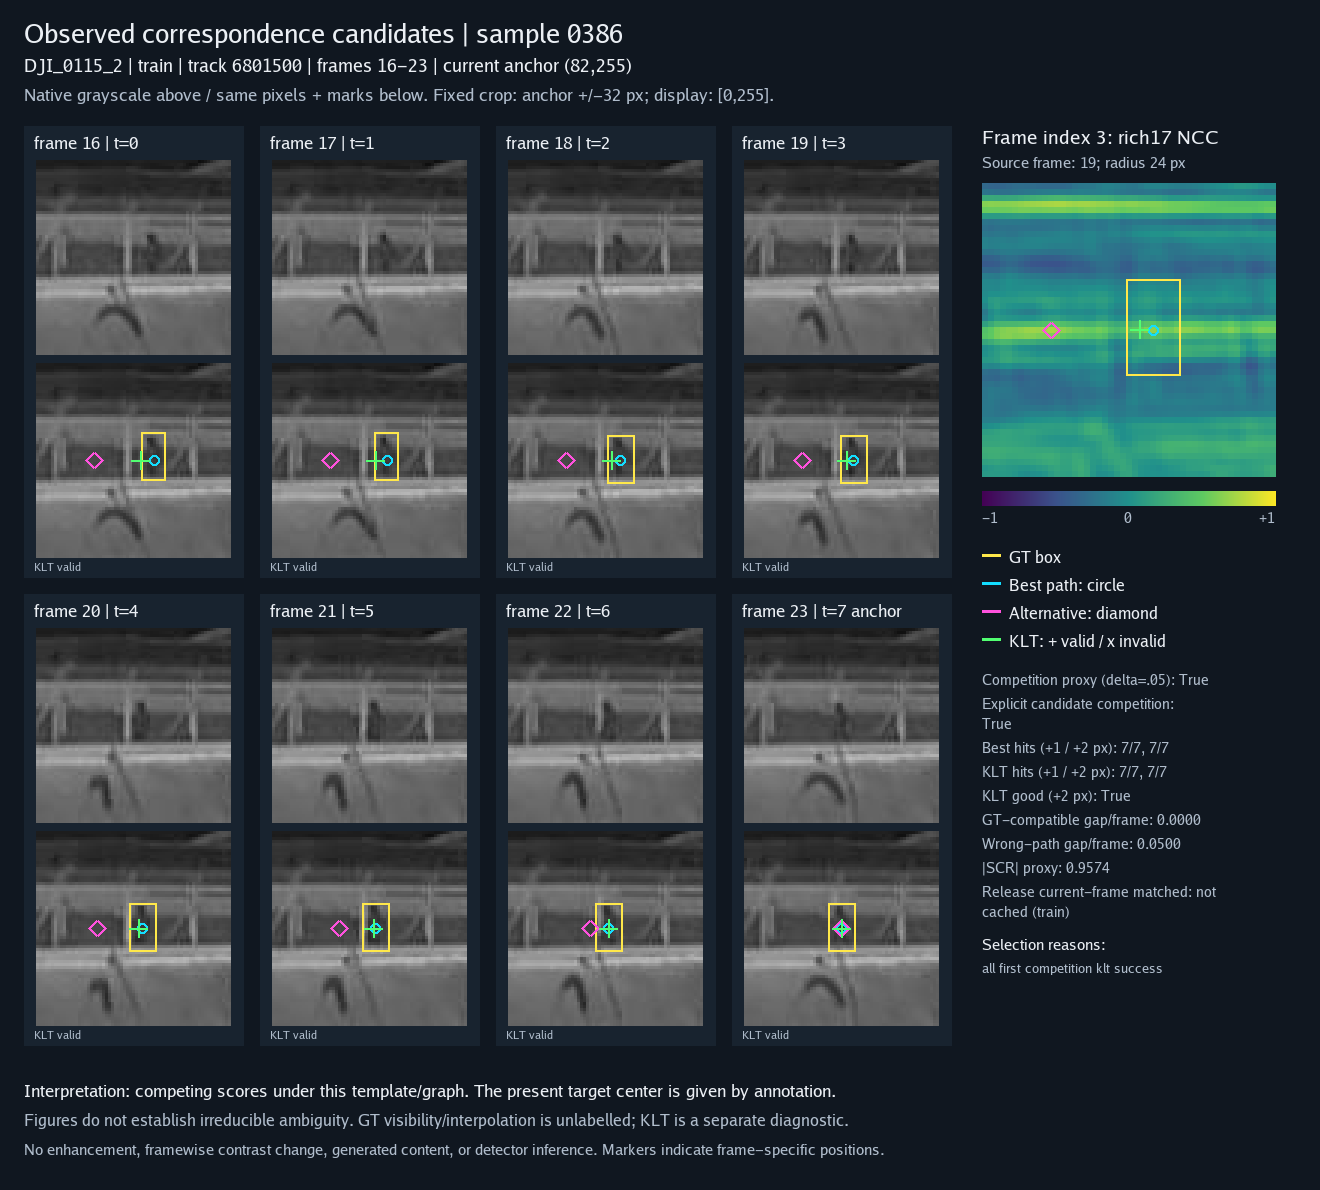 Observed correspondence candidates | sample 0386
DJI_0115_2 | train | track 6801500 | frames 16–23 | current anchor (82,255)
Native grayscale above / same pixels + marks below. Fixed crop: anchor +/–32 px; display: [0,255].
frame 16 | t=0
frame 17 | t=1
frame 18 | t=2
frame 19 | t=3
KLT valid
KLT valid
KLT valid
KLT valid
frame 20 | t=4
frame 21 | t=5
frame 22 | t=6
frame 23 | t=7 anchor
KLT valid
KLT valid
KLT valid
KLT valid
Frame index 3: rich17 NCC
Source frame: 19; radius 24 px
–1 0 +1
GT box
Best path: circle
Alternative: diamond
KLT: + valid / x invalid
Competition proxy (delta=.05): True
Explicit candidate competition:
True
Best hits (+1 / +2 px): 7/7, 7/7
KLT hits (+1 / +2 px): 7/7, 7/7
KLT good (+2 px): True
GT–compatible gap/frame: 0.0000
Wrong–path gap/frame: 0.0500
|SCR| proxy: 0.9574
Release current–frame matched: not
cached (train)
Selection reasons:
all first competition klt success
Interpretation: competing scores under this template/graph. The present target center is given by annotation.
Figures do not establish irreducible ambiguity. GT visibility/interpolation is unlabelled; KLT is a separate diagnostic.
No enhancement, framewise contrast change, generated content, or detector inference. Markers indicate frame–specific positions.